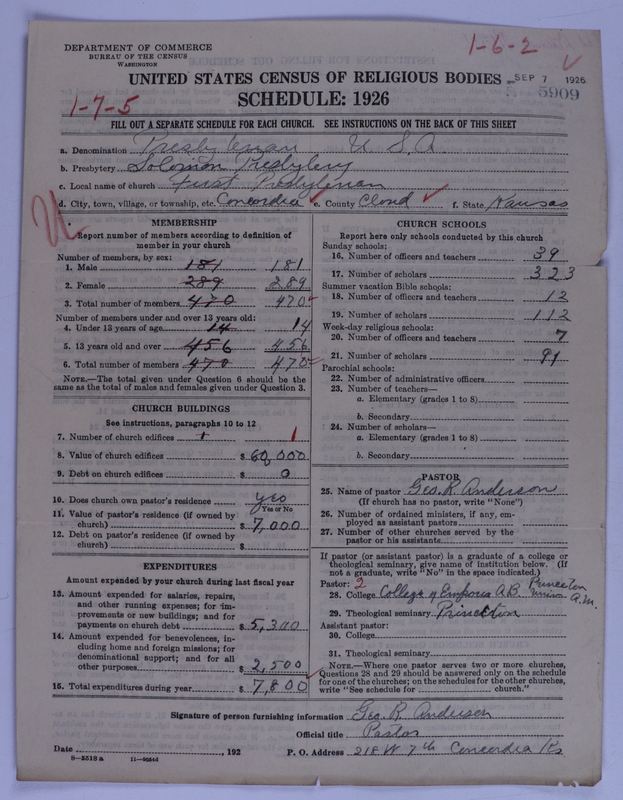 DEPARTMENT OF COMMERCE
BUREAU OF THE CENSUS
WASHINGTON
1-6-2
UNITED STATES CENSUS OF RELIGIOUS BODIES
SEP 7 1926
5909
1-7-5
SCHEDULE: 1926
FILL OUT A SEPARATE SCHEDULE FOR EACH CHURCH. SEE INSTRUCTIONS ON THE BACK OF THIS SHEET
a. Denomination Presbyterian U S A
b. Presbytery Solomon Presbytery
c. Local name of church First Presbyterian
d. City, town, village, or township, etc. Concordia e. County Cloud f. State Kansas
MEMBERSHIP
Report number of members according to definition of
member in your church
Number of members, by sex:
1. Male 181 181
2. Female 289 289
3. Total number of members 470 470
Number of members under and over 13 years old:
4. Under 13 years of age 14 14
5. 13 years old and over 456 456
6. Total number of members 470 470
NOTE.—The total given under Question 6 should be
same as the total of males and females given under Question 3.
CHURCH BUILDINGS
See instructions, paragraphs 10 to 12
7. Number of church edifices 1 1
8. Value of church edifices $ 60,000
9. Debt on church edifices $ 0
10. Does church own pastor's residence yes
Yes or No
11. Value of pastor's residence (if owned by
church) $ 7,000
12. Debt on pastor's residence (if owned by
church) $
EXPENDITURES
Amount expended by your church during last fiscal year
13. Amount expended for salaries, repairs,
and other running expenses; for im-
provements or new buildings; and for
payments on church debt $ 5,300
14. Amount expended for benevolences, in-
cluding home and foreign missions; for
denominational support; and for all
other purposes $ 2,500
15. Total expenditures during year $ 7,800
CHURCH SCHOOLS
Report here only schools conducted by this church
Sunday schools:
16. Number of officers and teachers 39
17. Number of scholars 323
Summer vacation Bible schools:
18. Number of officers and teachers 12
19. Number of scholars 112
Week-day religious schools:
20. Number of officers and teachers 7
21. Number of scholars 91
Parochial schools:
22. Number of administrative officers
23. Number of teachers—
a. Elementary (grades 1 to 8)
b. Secondary
24. Number of scholars—
a. Elementary (grades 1 to 8)
b. Secondary
PASTOR
25. Name of pastor Geo. R. Anderson
(If church has no pastor, write "None")
26. Number of ordained ministers, if any, em-
ployed as assistant pastors
27. Number of other churches served by the
pastor or his assistants
If pastor (or assistant pastor) is a graduate of a college or
theological seminary, give name of institution below. (If
not a graduate, write "No" in the space indicated.)
Pastor: 2
28. College College of Emporia A.B. Princeton A.M.
29. Theological seminary Princeton
Assistant pastor:
30. College
31. Theological seminary
NOTE.—Where one pastor serves two or more churches,
Questions 28 and 29 should be answered only on the schedule
for one of the churches; on the schedules for the other churches,
write "See schedule for church."
Signature of person furnishing information Geo. R. Anderson
Official title Pastor
Date , 192 P. O. Address 218 W 7th Concordia Ks
8-5518 a